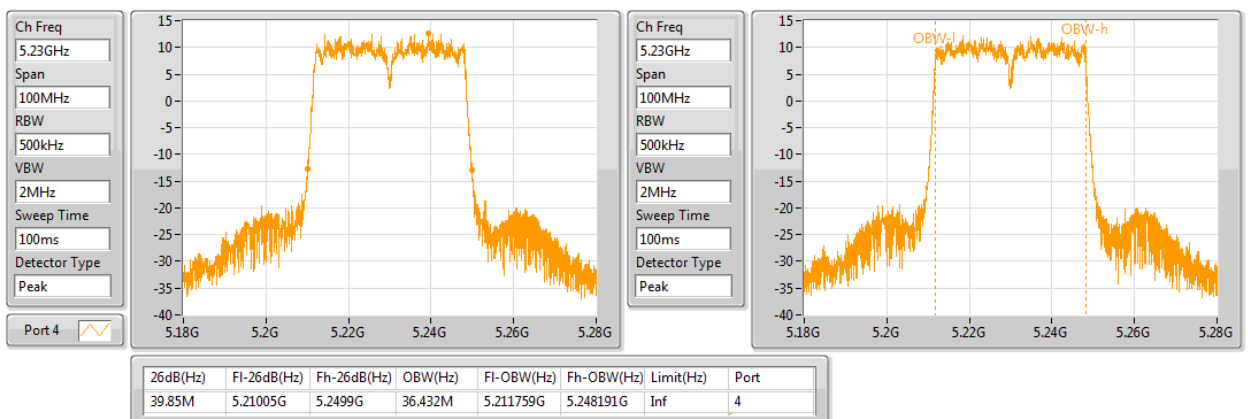 Ch Freq
5.23GHz
Span
100MHz
RBW
500kHz
VBW
2MHz
Sweep Time
100ms
Detector Type
Peak
Port 4
15
10
5
0
-5
-10
-15
-20
-25
-30
-35
-40
5.18G 5.2G 5.22G 5.24G 5.26G 5.28G
Ch Freq
5.23GHz
Span
100MHz
RBW
500kHz
VBW
2MHz
Sweep Time
100ms
Detector Type
Peak
OBW-l OBW-h
15
10
5
0
-5
-10
-15
-20
-25
-30
-35
-40
5.18G 5.2G 5.22G 5.24G 5.26G 5.28G
26dB(Hz) Fl-26dB(Hz) Fh-26dB(Hz) OBW(Hz) Fl-OBW(Hz) Fh-OBW(Hz) Limit(Hz) Port
39.85M 5.21005G 5.2499G 36.432M 5.211759G 5.248191G Inf 4